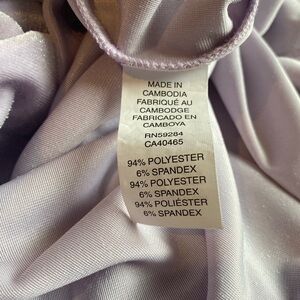 MADE IN
CAMBODIA
FABRIQUÉ AU
CAMBODGE
FABRICADO EN
CAMBOYA
RN59284
CA40465
94% POLYESTER
6% SPANDEX
94% POLYESTER
6% SPANDEX
94% POLIÉSTER
6% SPANDEX